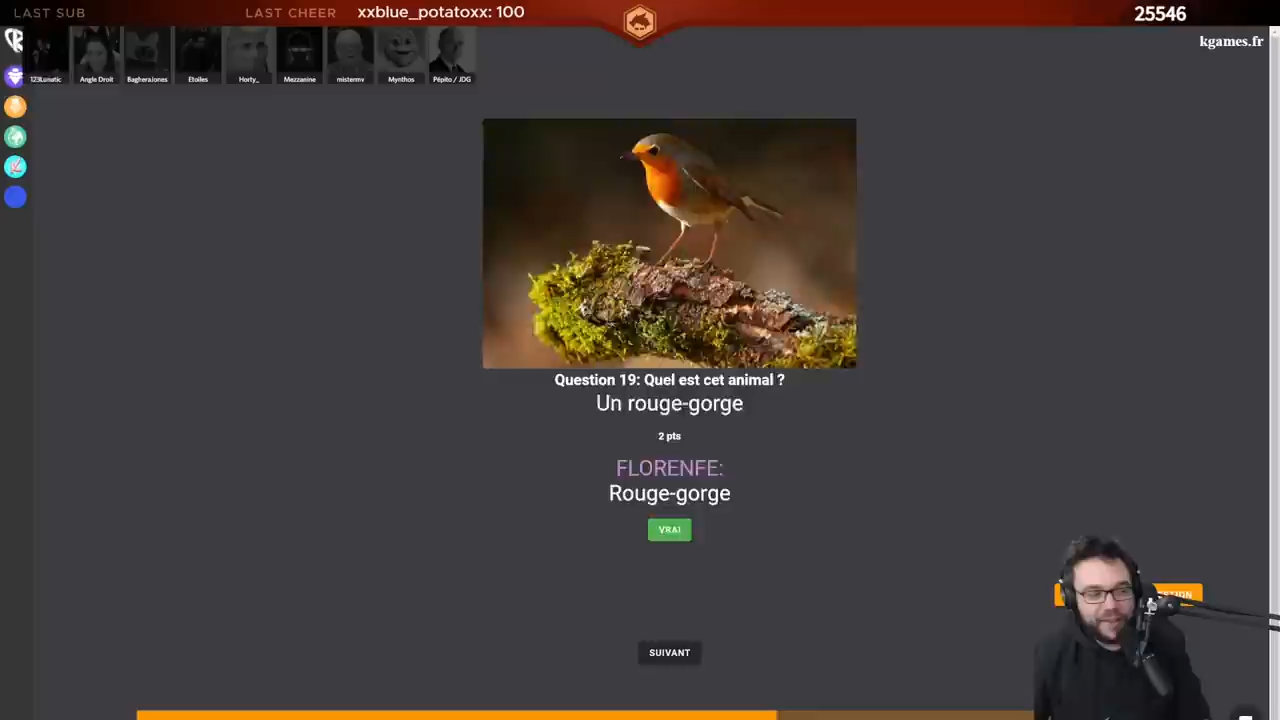 LAST SUB
LAST CHEER xxblue_potatoxx: 100
25546
kgames.fr
123Lunatic Angle Droit BagheraJones Etoiles Horty_ Mezzanine mistermv Mynthos Pépito / JDG
Question 19: Quel est cet animal ?
Un rouge-gorge
2 pts
FLORENFE:
Rouge-gorge
VRAI
SUIVANT